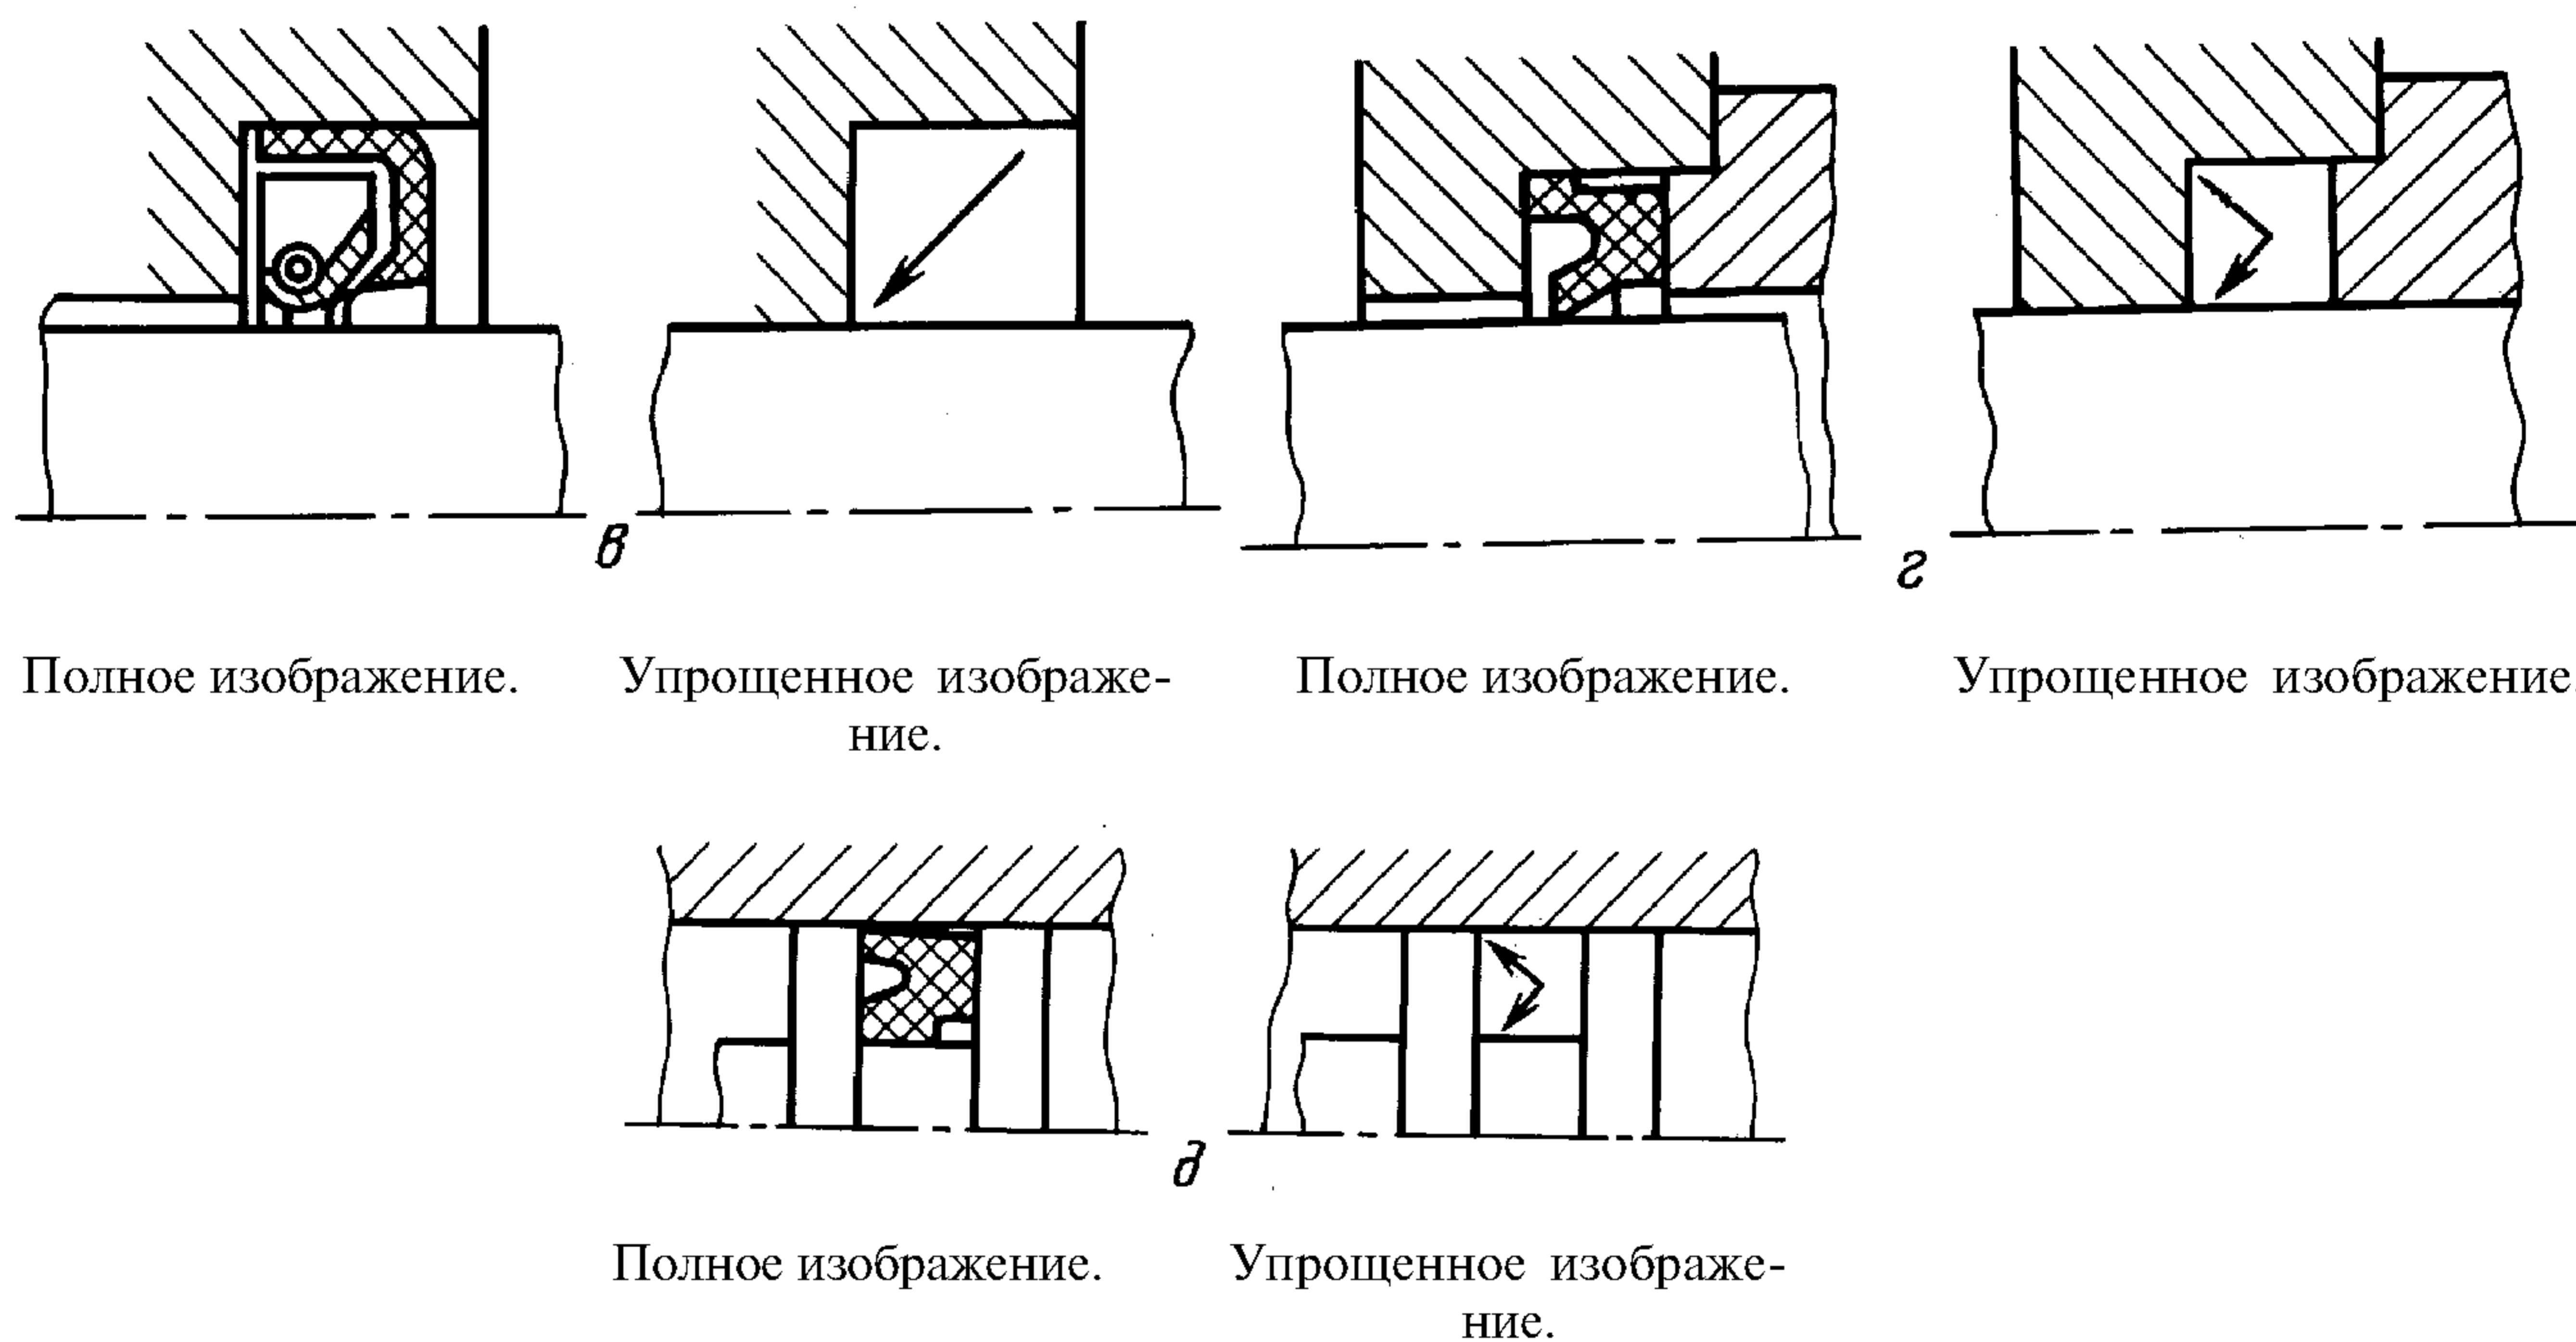 в
г
Полное изображение.
Упрощенное изображе-
ние.
Полное изображение.
Упрощенное изображение.
д
Полное изображение.
Упрощенное изображе-
ние.